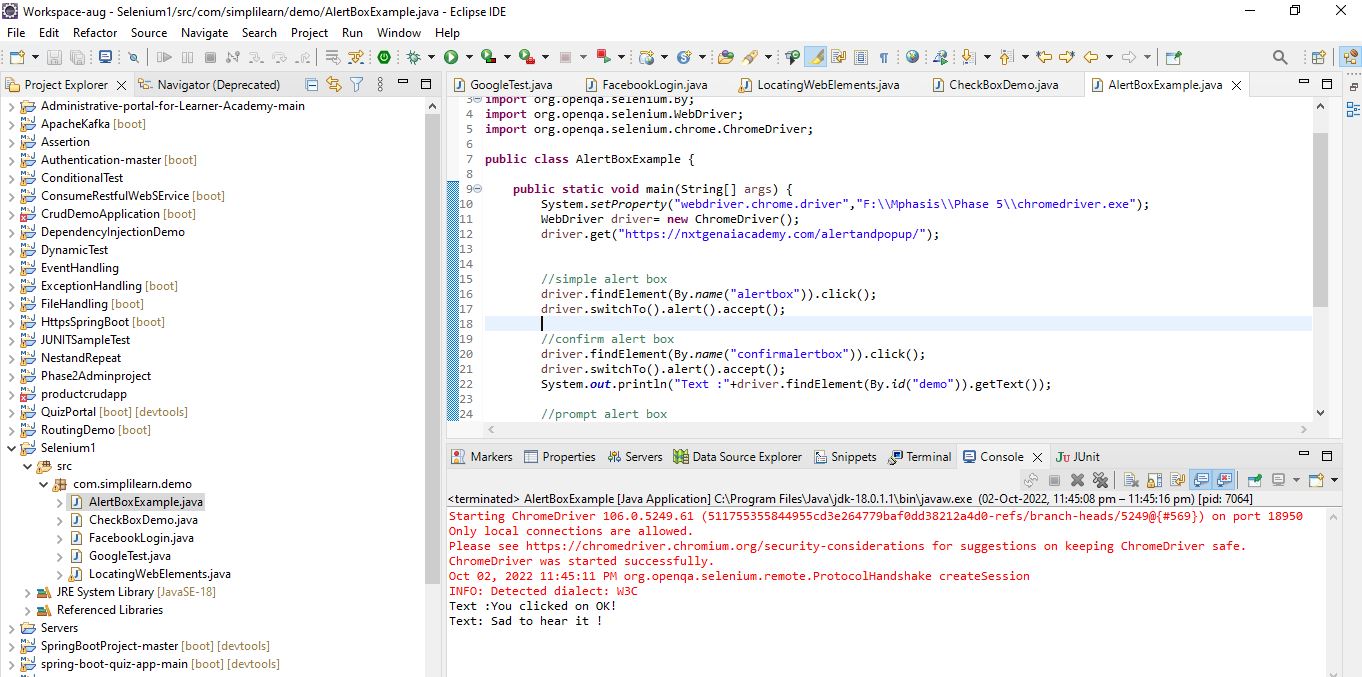 Workspace-aug - Selenium1/src/com/simplilearn/demo/AlertBoxExample.java - Eclipse IDE
File Edit Refactor Source Navigate Search Project Run Window Help
Project Explorer Navigator (Deprecated)
Administrative-portal-for-Learner-Academy-main
ApacheKafka [boot]
Assertion
Authentication-master [boot]
ConditionalTest
ConsumeRestfulWebSErvice [boot]
CrudDemoApplication [boot]
DependencyInjectionDemo
DynamicTest
EventHandling
ExceptionHandling [boot]
FileHandling [boot]
HttpsSpringBoot [boot]
JUNITSampleTest
NestandRepeat
Phase2Adminproject
productcrudapp
QuizPortal [boot] [devtools]
RoutingDemo [boot]
Selenium1
src
com.simplilearn.demo
AlertBoxExample.java
CheckBoxDemo.java
FacebookLogin.java
GoogleTest.java
LocatingWebElements.java
JRE System Library [JavaSE-18]
Referenced Libraries
Servers
SpringBootProject-master [boot] [devtools]
spring-boot-quiz-app-main [boot] [devtools]
GoogleTest.java FacebookLogin.java LocatingWebElements.java CheckBoxDemo.java AlertBoxExample.java
3 import org.openqa.selenium.By;
4 import org.openqa.selenium.WebDriver;
5 import org.openqa.selenium.chrome.ChromeDriver;
6
7 public class AlertBoxExample {
8
9 public static void main(String[] args) {
10 System.setProperty("webdriver.chrome.driver","F:\\Mphasis\\Phase 5\\chromedriver.exe");
11 WebDriver driver= new ChromeDriver();
12 driver.get("https://nxtgenaiacademy.com/alertandpopup/");
13
14
15 //simple alert box
16 driver.findElement(By.name("alertbox")).click();
17 driver.switchTo().alert().accept();
18
19 //confirm alert box
20 driver.findElement(By.name("confirmalertbox")).click();
21 driver.switchTo().alert().accept();
22 System.out.println("Text :"+driver.findElement(By.id("demo")).getText());
23
24 //prompt alert box
Markers Properties Servers Data Source Explorer Snippets Terminal Console JUnit
<terminated> AlertBoxExample [Java Application] C:\Program Files\Java\jdk-18.0.1.1\bin\javaw.exe (02-Oct-2022, 11:45:08 pm – 11:45:16 pm) [pid: 7064]
Starting ChromeDriver 106.0.5249.61 (511755355844955cd3e264779baf0dd38212a4d0-refs/branch-heads/5249@{#569}) on port 18950
Only local connections are allowed.
Please see https://chromedriver.chromium.org/security-considerations for suggestions on keeping ChromeDriver safe.
ChromeDriver was started successfully.
Oct 02, 2022 11:45:11 PM org.openqa.selenium.remote.ProtocolHandshake createSession
INFO: Detected dialect: W3C
Text :You clicked on OK!
Text: Sad to hear it !